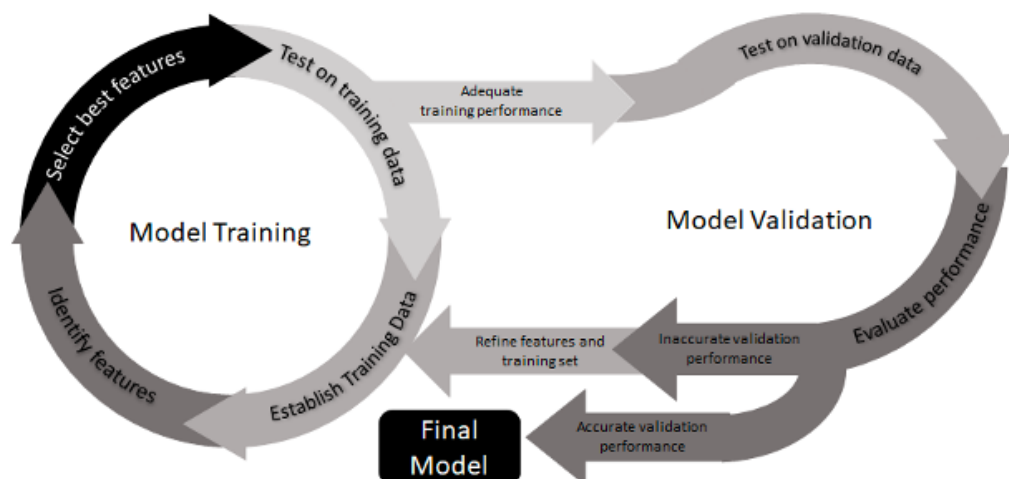 Select best features
Test on training data
Adequate
training performance
Test on validation data
Model Training
Model Validation
Identify features
Establish Training Data
Refine features and
training set
Inaccurate validation
performance
Evaluate performance
Final
Model
Accurate validation
performance